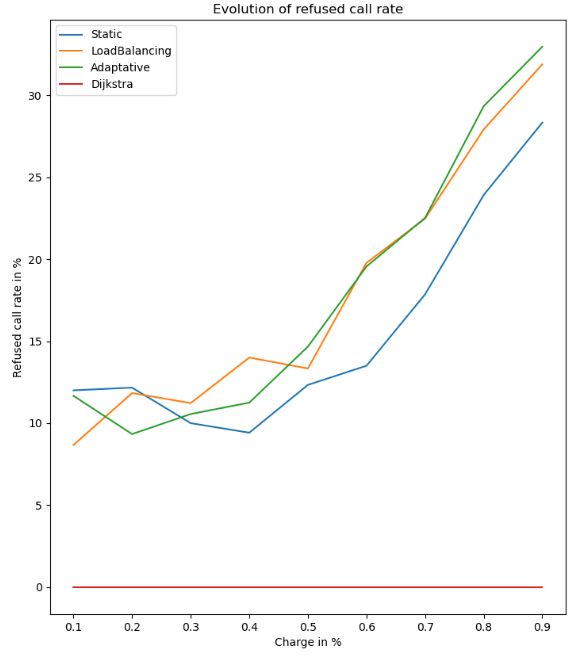 Evolution of refused call rate
Static
LoadBalancing
Adaptative
Dijkstra
Refused call rate in %
30
25
20
15
10
5
0
0.1 0.2 0.3 0.4 0.5 0.6 0.7 0.8 0.9
Charge in %